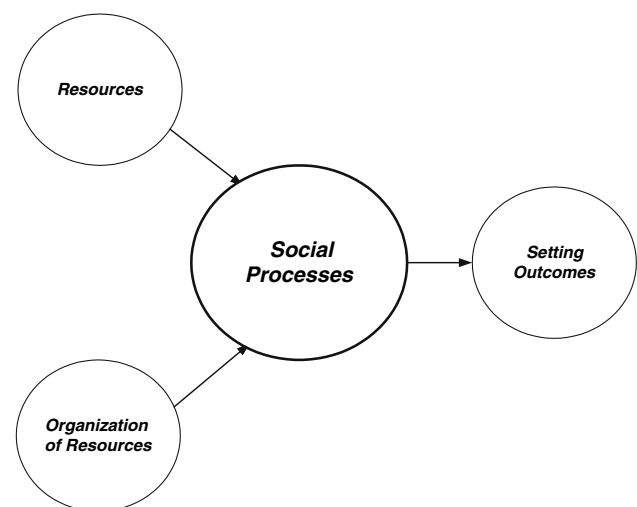 Resources
Social
Processes
Setting
Outcomes
Organization
of Resources